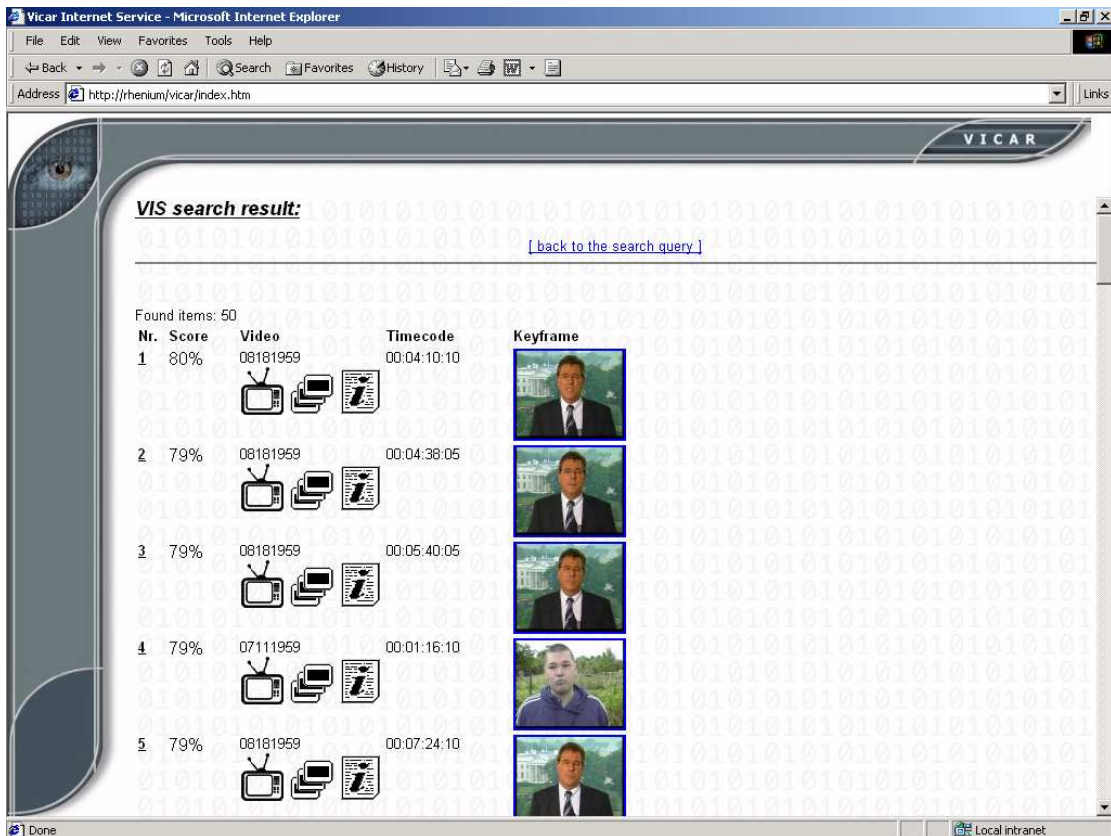 Vicar Internet Service - Microsoft Internet Explorer
File Edit View Favorites Tools Help
Back Search Favorites History
Address http://rhenium/vicar/index.htm Links
VICAR
VIS search result:
[ back to the search query ]
Found items: 50
Nr. Score Video Timecode Keyframe
1 80% 08181959 00:04:10:10
2 79% 08181959 00:04:38:05
3 79% 08181959 00:05:40:05
4 79% 07111959 00:01:16:10
5 79% 08181959 00:07:24:10
Done Local intranet